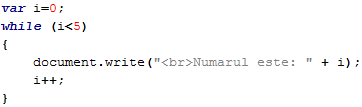 var i=0;
while (i<5)
{
    document.write("<br>Numarul este: " + i);
    i++;
}